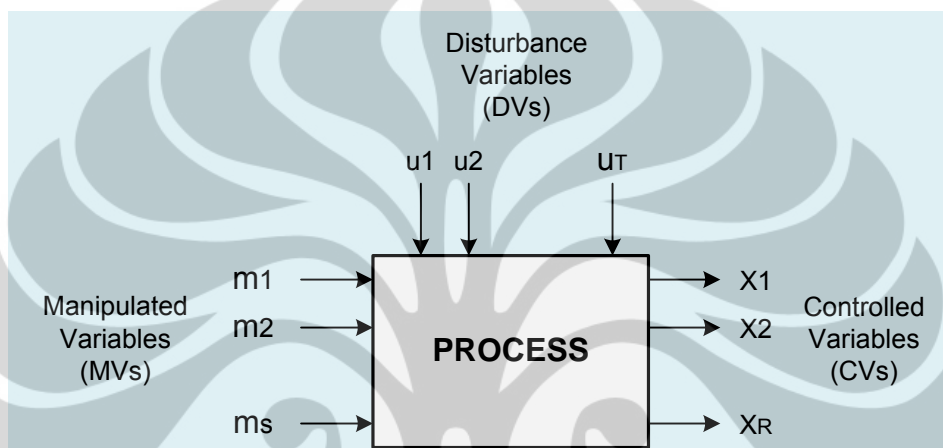 Disturbance
Variables
(DVs)
u1 u2 uT
m1
m2
ms
Manipulated
Variables
(MVs)
PROCESS
X1
X2
XR
Controlled
Variables
(CVs)